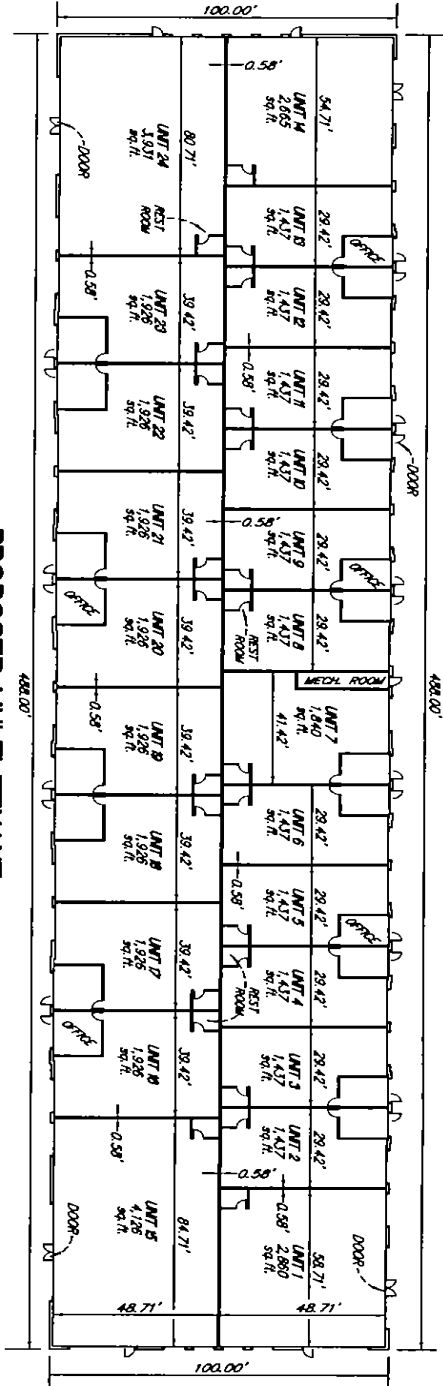 100.00'
0.58'
54.71'
UNIT 14
2,665
sq.ft.
80.71'
UNIT 24
3,931
sq.ft.
DOOR
REST
ROOM
29.42'
UNIT 13
1,437
sq.ft.
OFFICE
29.42'
UNIT 12
1,437
sq.ft.
0.58'
39.42'
UNIT 23
1,926
sq.ft.
0.58'
29.42'
UNIT 11
1,437
sq.ft.
39.42'
UNIT 22
1,926
sq.ft.
29.42'
UNIT 10
1,437
sq.ft.
DOOR
0.58'
39.42'
UNIT 21
1,926
sq.ft.
29.42'
UNIT 9
1,437
sq.ft.
OFFICE
29.42'
UNIT 8
1,437
sq.ft.
REST
ROOM
39.42'
UNIT 20
1,926
sq.ft.
OFFICE
488.00'
488.00'
MECH. ROOM
UNIT 7
1,840
sq.ft.
41.42'
0.58'
39.42'
UNIT 19
1,926
sq.ft.
39.42'
UNIT 18
1,926
sq.ft.
29.42'
UNIT 6
1,437
sq.ft.
0.58'
29.42'
UNIT 5
1,437
sq.ft.
OFFICE
29.42'
UNIT 4
1,437
sq.ft.
REST
ROOM
39.42'
UNIT 17
1,926
sq.ft.
39.42'
UNIT 16
1,926
sq.ft.
OFFICE
29.42'
UNIT 3
1,437
sq.ft.
29.42'
UNIT 2
1,437
sq.ft.
0.58'
0.58'
0.58'
84.71'
UNIT 15
4,126
sq.ft.
DOOR
58.71'
UNIT 1
2,860
sq.ft.
DOOR
48.71'
48.71'
100.00'